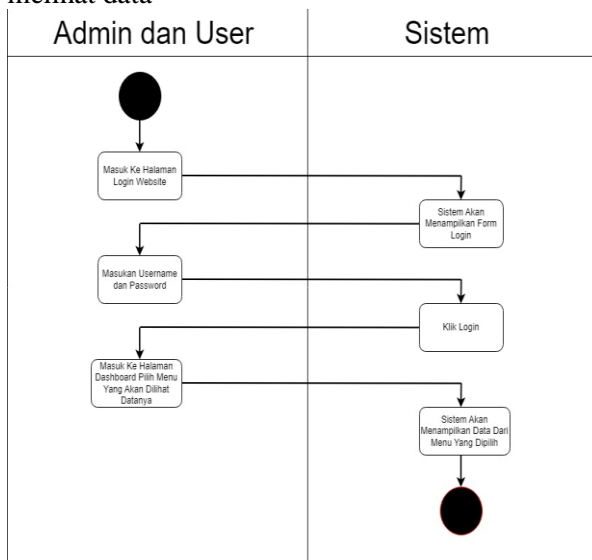 melihat data
Admin dan User
Sistem
Masuk Ke Halaman
Login Website
Sistem Akan
Menampilkan Form
Login
Masukan Username
dan Password
Klik Login
Masuk Ke Halaman
Dashboard Pilih Menu
Yang Akan Dilihat
Datanya
Sistem Akan
Menampilkan Data Dari
Menu Yang Dipilih